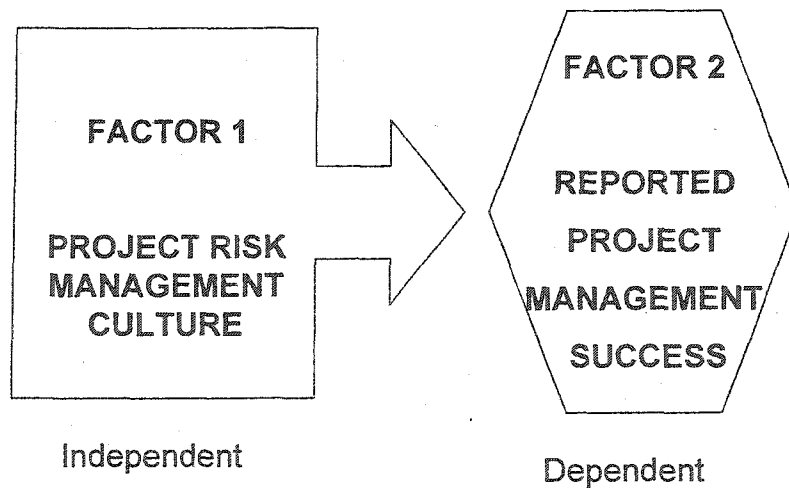 FACTOR 1
PROJECT RISK
MANAGEMENT
CULTURE
Independent
FACTOR 2
REPORTED
PROJECT
MANAGEMENT
SUCCESS
Dependent